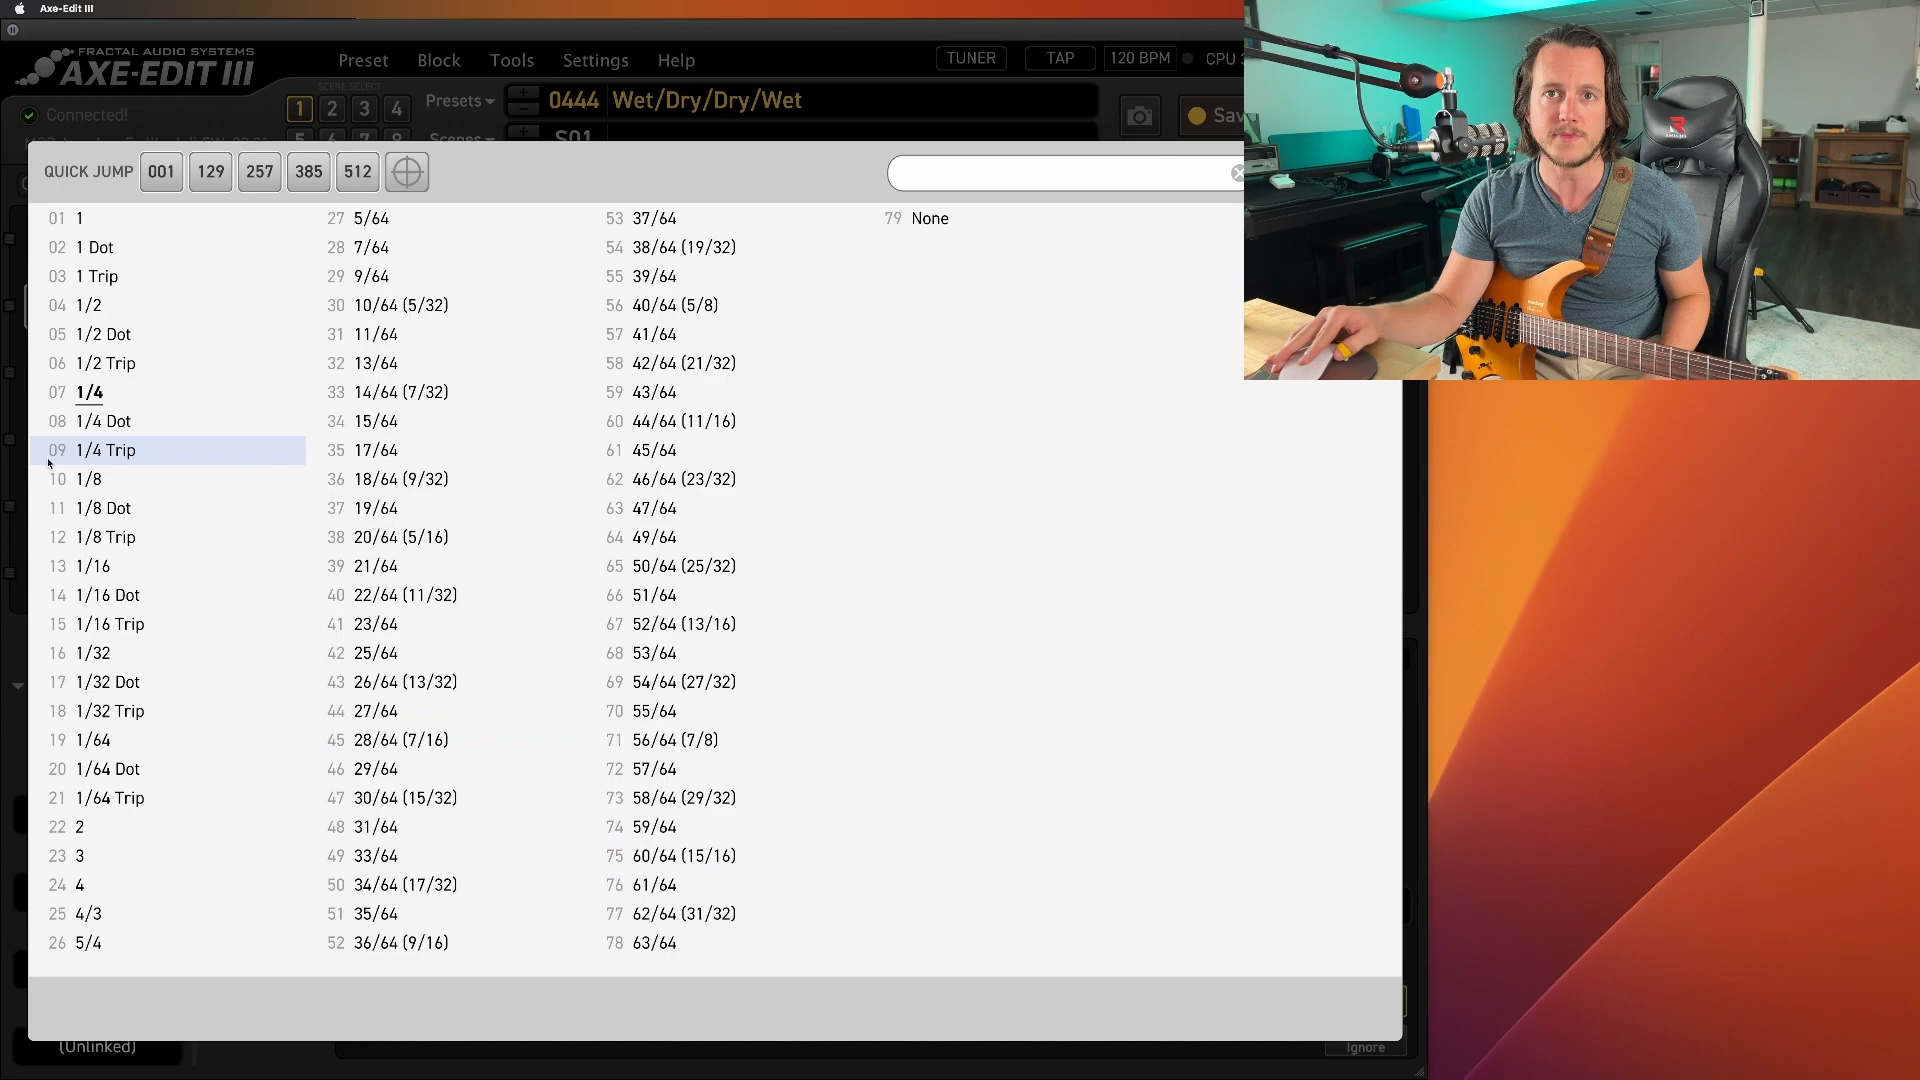 Axe-Edit III
FRACTAL AUDIO SYSTEMS
AXE-EDIT III
Preset Block Tools Settings Help
TUNER TAP 120 BPM CPU
SCENE SELECT
1 2 3 4
Presets
0444 Wet/Dry/Dry/Wet
Connected!
Scenes
S01
QUICK JUMP 001 129 257 385 512
01 1
02 1 Dot
03 1 Trip
04 1/2
05 1/2 Dot
06 1/2 Trip
07 1/4
08 1/4 Dot
09 1/4 Trip
10 1/8
11 1/8 Dot
12 1/8 Trip
13 1/16
14 1/16 Dot
15 1/16 Trip
16 1/32
17 1/32 Dot
18 1/32 Trip
19 1/64
20 1/64 Dot
21 1/64 Trip
22 2
23 3
24 4
25 4/3
26 5/4
27 5/64
28 7/64
29 9/64
30 10/64 (5/32)
31 11/64
32 13/64
33 14/64 (7/32)
34 15/64
35 17/64
36 18/64 (9/32)
37 19/64
38 20/64 (5/16)
39 21/64
40 22/64 (11/32)
41 23/64
42 25/64
43 26/64 (13/32)
44 27/64
45 28/64 (7/16)
46 29/64
47 30/64 (15/32)
48 31/64
49 33/64
50 34/64 (17/32)
51 35/64
52 36/64 (9/16)
53 37/64
54 38/64 (19/32)
55 39/64
56 40/64 (5/8)
57 41/64
58 42/64 (21/32)
59 43/64
60 44/64 (11/16)
61 45/64
62 46/64 (23/32)
63 47/64
64 49/64
65 50/64 (25/32)
66 51/64
67 52/64 (13/16)
68 53/64
69 54/64 (27/32)
70 55/64
71 56/64 (7/8)
72 57/64
73 58/64 (29/32)
74 59/64
75 60/64 (15/16)
76 61/64
77 62/64 (31/32)
78 63/64
79 None
(Unlinked)
Ignore